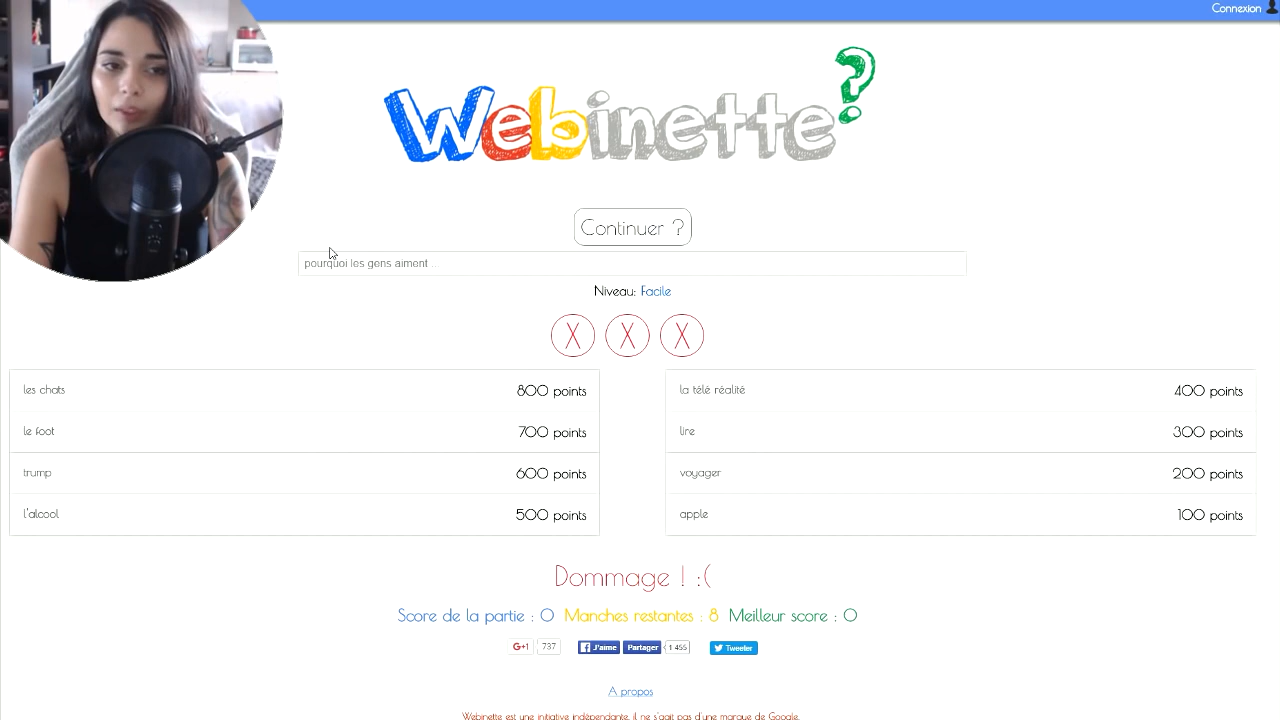 Connexion
Webinette?
Continuer ?
pourquoi les gens aiment ..
Niveau: Facile
X X X
les chats 800 points
la télé réalité 400 points
le foot 700 points
lire 300 points
trump 600 points
voyager 200 points
l'alcool 500 points
apple 100 points
Dommage ! :(
Score de la partie : 0 Manches restantes : 8 Meilleur score : 0
G+1 737 J'aime Partager 1 455 Tweeter
A propos
Webinette est une initiative indépendante, il ne s'agit pas d'une marque de Google.